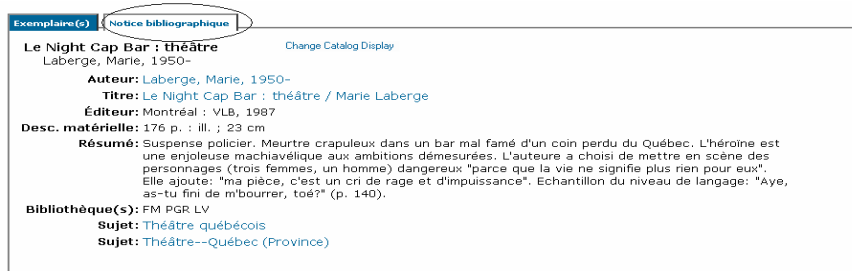 Exemplaire(s) Notice bibliographique
Le Night Cap Bar : théâtre Change Catalog Display
Laberge, Marie, 1950-
Auteur: Laberge, Marie, 1950-
Titre: Le Night Cap Bar : théâtre / Marie Laberge
Éditeur: Montréal : VLB, 1987
Desc. matérielle: 176 p. : ill. ; 23 cm
Résumé: Suspense policier. Meurtre crapuleux dans un bar mal famé d'un coin perdu du Québec. L'héroïne est
une enjoleuse machiavélique aux ambitions démesurées. L'auteure a choisi de mettre en scène des
personnages (trois femmes, un homme) dangereux "parce que la vie ne signifie plus rien pour eux".
Elle ajoute: "ma pièce, c'est un cri de rage et d'impuissance". Echantillon du niveau de langage: "Aye,
as-tu fini de m'bourrer, toé?" (p. 140).
Bibliothèque(s): FM PGR LV
Sujet: Théâtre québécois
Sujet: Théâtre--Québec (Province)